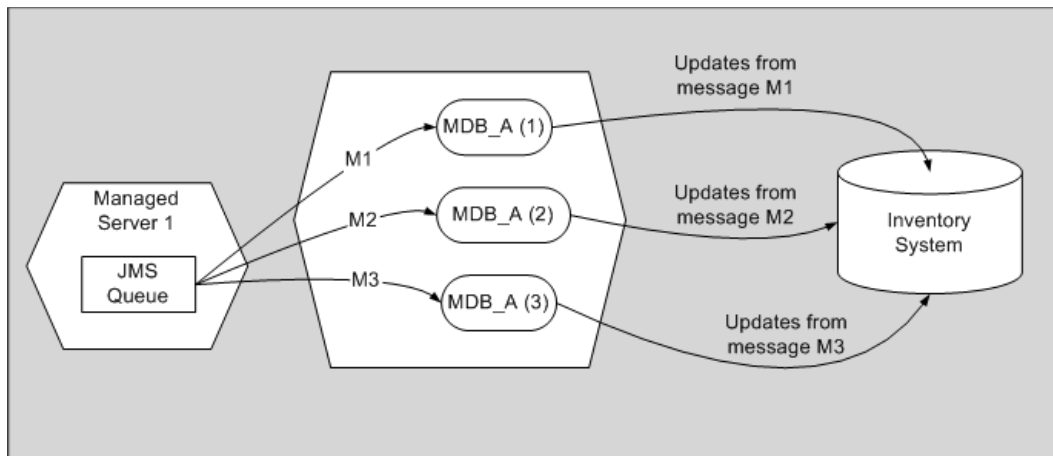 Managed
Server 1
JMS
Queue
M1
M2
M3
MDB_A (1)
MDB_A (2)
MDB_A (3)
Updates from
message M1
Updates from
message M2
Updates from
message M3
Inventory
System